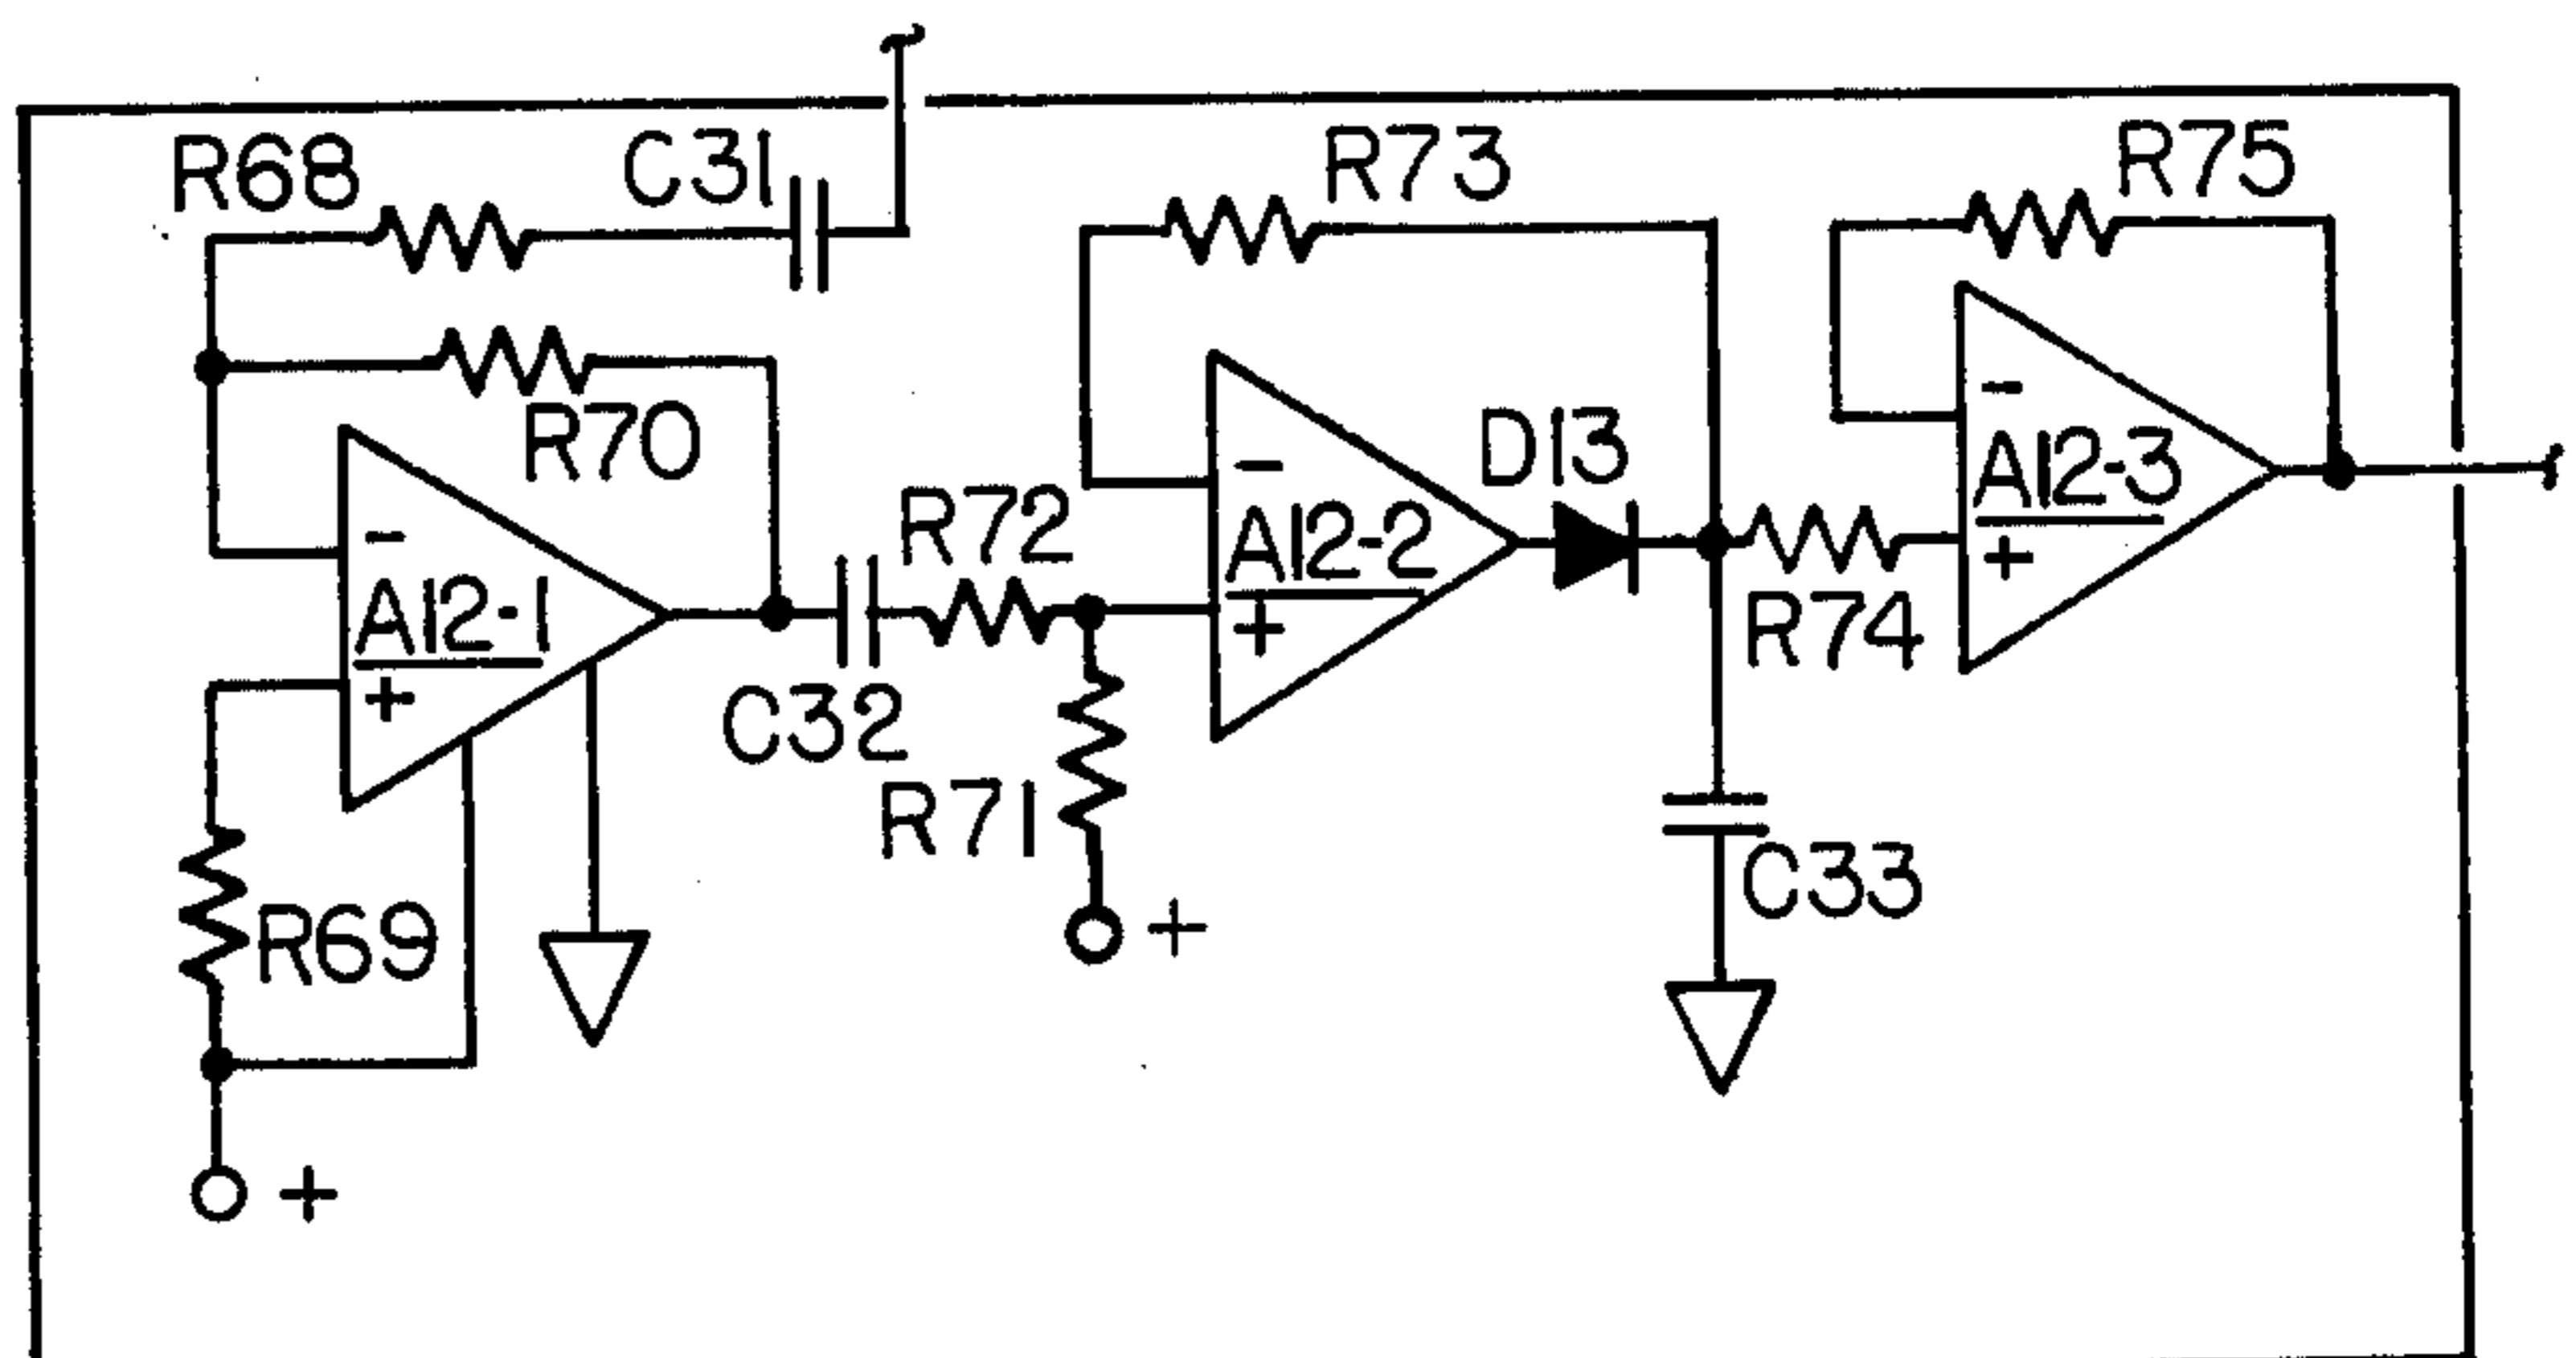 R68
C31
R73
R75
R70
-
A12-1
+
C32
R72
-
A12-2
+
D13
-
A12-3
+
R74
R71
+
C33
R69
+